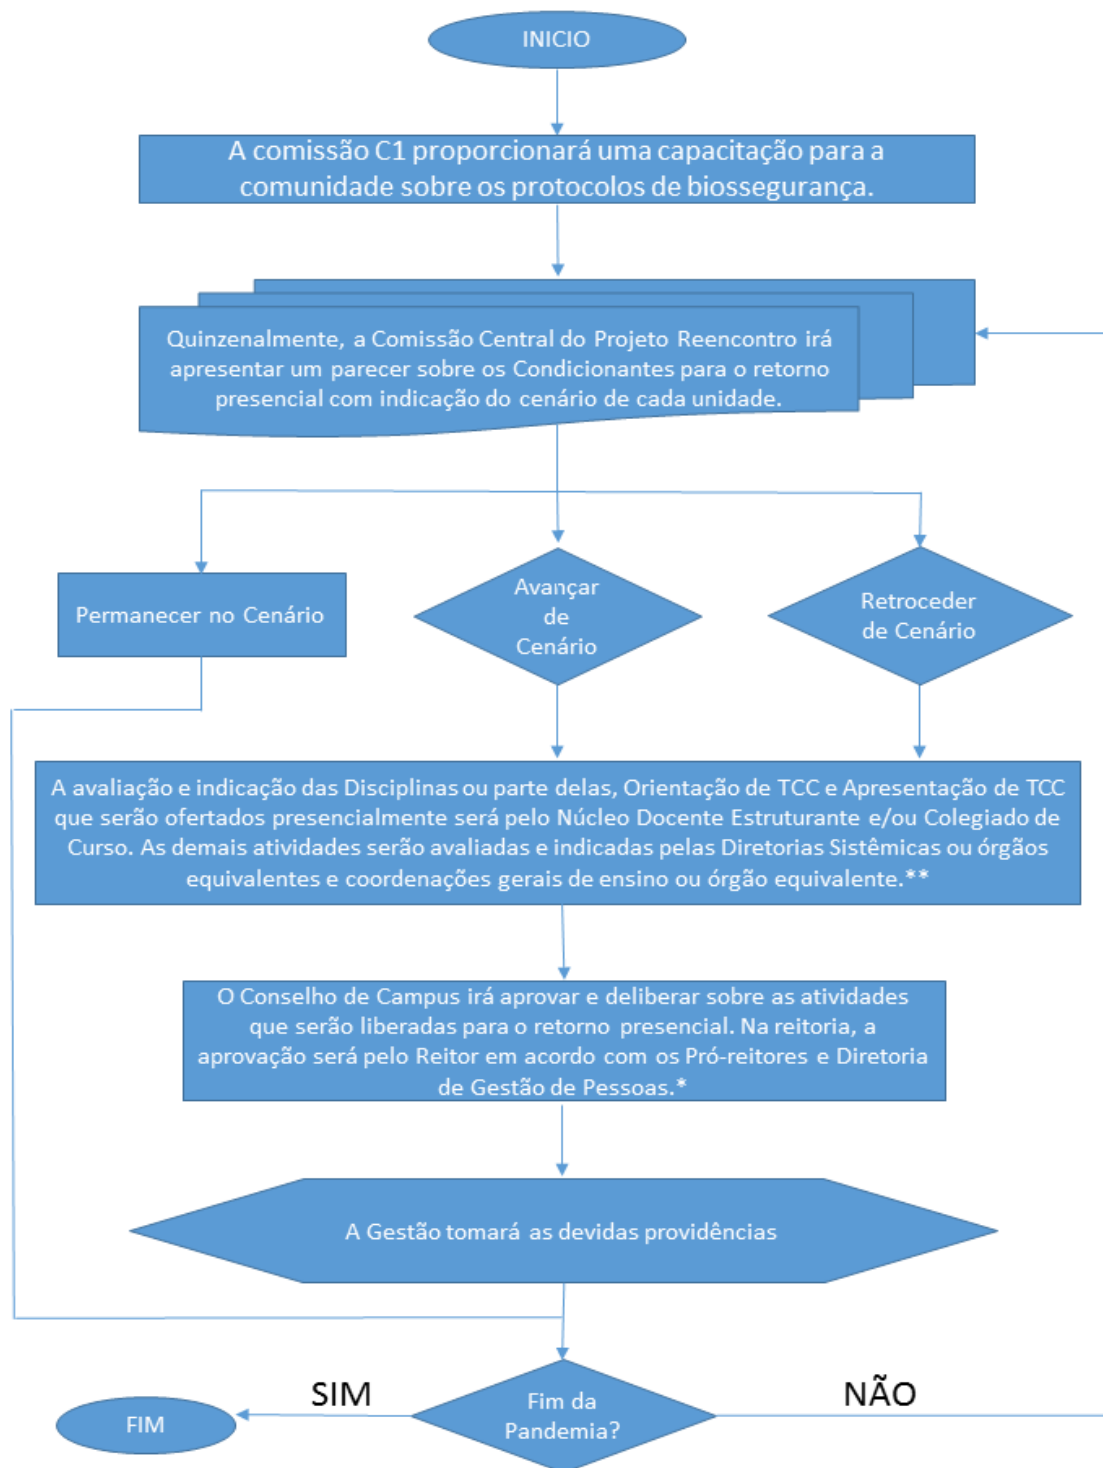 INICIO
A comissão C1 proporcionará uma capacitação para a
comunidade sobre os protocolos de biossegurança.
Quinzenalmente, a Comissão Central do Projeto Reencontro irá
apresentar um parecer sobre os Condicionantes para o retorno
presencial com indicação do cenário de cada unidade.
Permanecer no Cenário
Avançar
de
Cenário
Retroceder
de Cenário
A avaliação e indicação das Disciplinas ou parte delas, Orientação de TCC e Apresentação de TCC
que serão ofertados presencialmente será pelo Núcleo Docente Estruturante e/ou Colegiado de
Curso. As demais atividades serão avaliadas e indicadas pelas Diretorias Sistêmicas ou órgãos
equivalentes e coordenações gerais de ensino ou órgão equivalente.**
O Conselho de Campus irá aprovar e deliberar sobre as atividades
que serão liberadas para o retorno presencial. Na reitoria, a
aprovação será pelo Reitor em acordo com os Pró-reitores e Diretoria
de Gestão de Pessoas.*
A Gestão tomará as devidas providências
SIM
NÃO
Fim da
Pandemia?
FIM